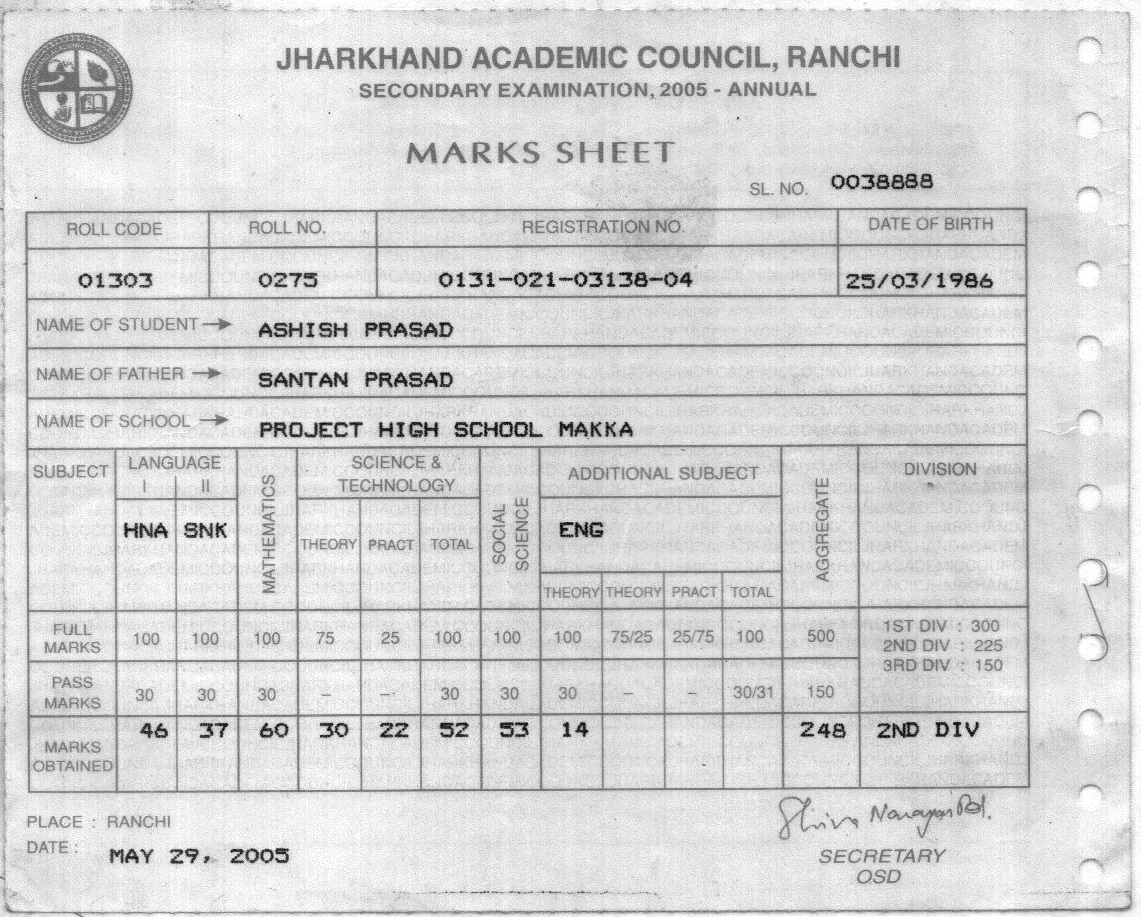 JHARKHAND ACADEMIC COUNCIL, RANCHI
SECONDARY EXAMINATION, 2005 - ANNUAL
MARKS SHEET
SL. NO. 0038888
ROLL CODE ROLL NO. REGISTRATION NO. DATE OF BIRTH
01303 0275 0131-021-03138-04 25/03/1986
NAME OF STUDENT → ASHISH PRASAD
NAME OF FATHER → SANTAN PRASAD
NAME OF SCHOOL → PROJECT HIGH SCHOOL MAKKA
SUBJECT LANGUAGE I II MATHEMATICS SCIENCE & TECHNOLOGY SOCIAL SCIENCE ADDITIONAL SUBJECT AGGREGATE DIVISION
HNA SNK THEORY PRACT TOTAL ENG
THEORY THEORY PRACT TOTAL
FULL MARKS 100 100 100 75 25 100 100 100 75/25 25/75 100 500 1ST DIV : 300
2ND DIV : 225
3RD DIV : 150
PASS MARKS 30 30 30 – – 30 30 30 – – 30/31 150
MARKS OBTAINED 46 37 60 30 22 52 53 14 248 2ND DIV
PLACE : RANCHI
DATE : MAY 29, 2005
SECRETARY
OSD